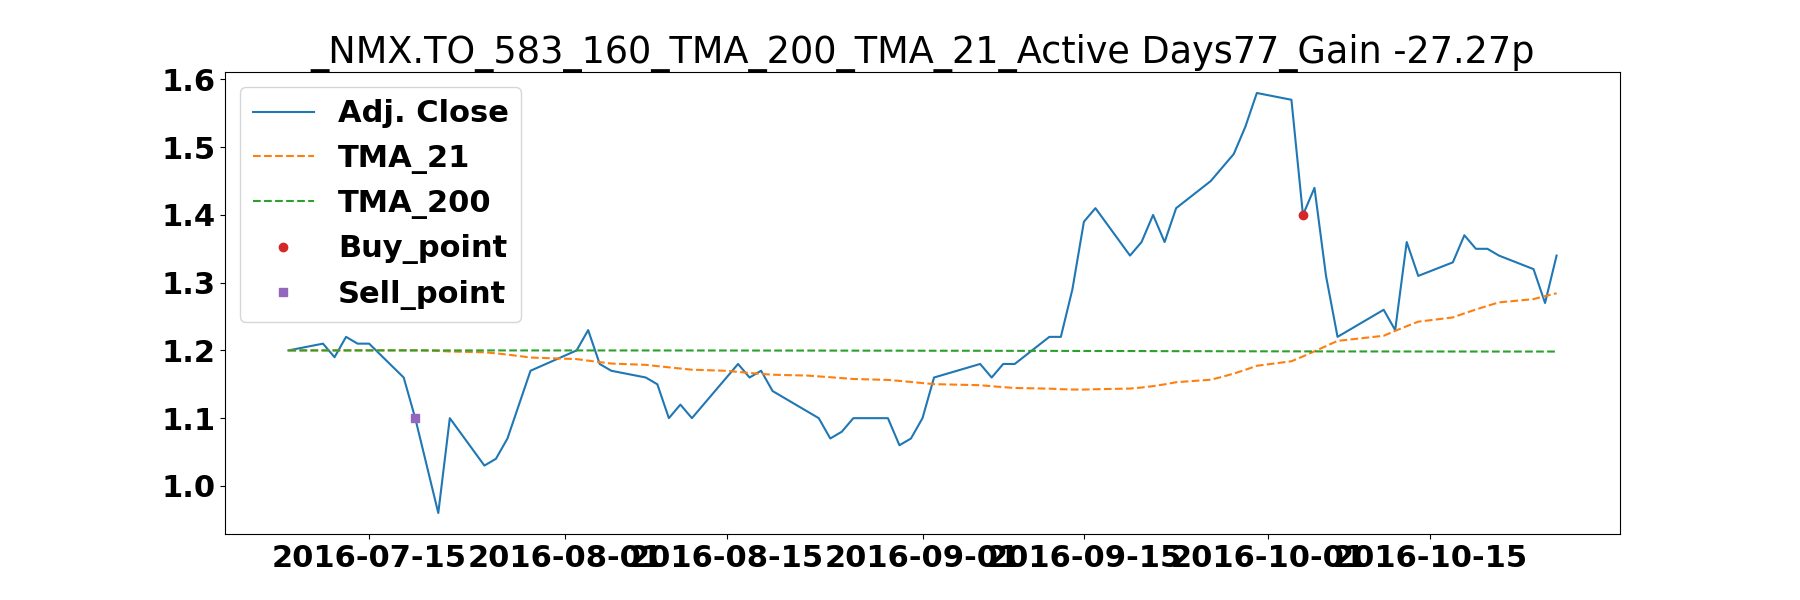 _NMX.TO_583_160_TMA_200_TMA_21_Active Days77_Gain -27.27p
1.6
1.5
1.4
1.3
1.2
1.1
1.0
Adj. Close
TMA_21
TMA_200
Buy_point
Sell_point
2016-07-15 2016-08-01 2016-08-15 2016-09-01 2016-09-15 2016-10-01 2016-10-15